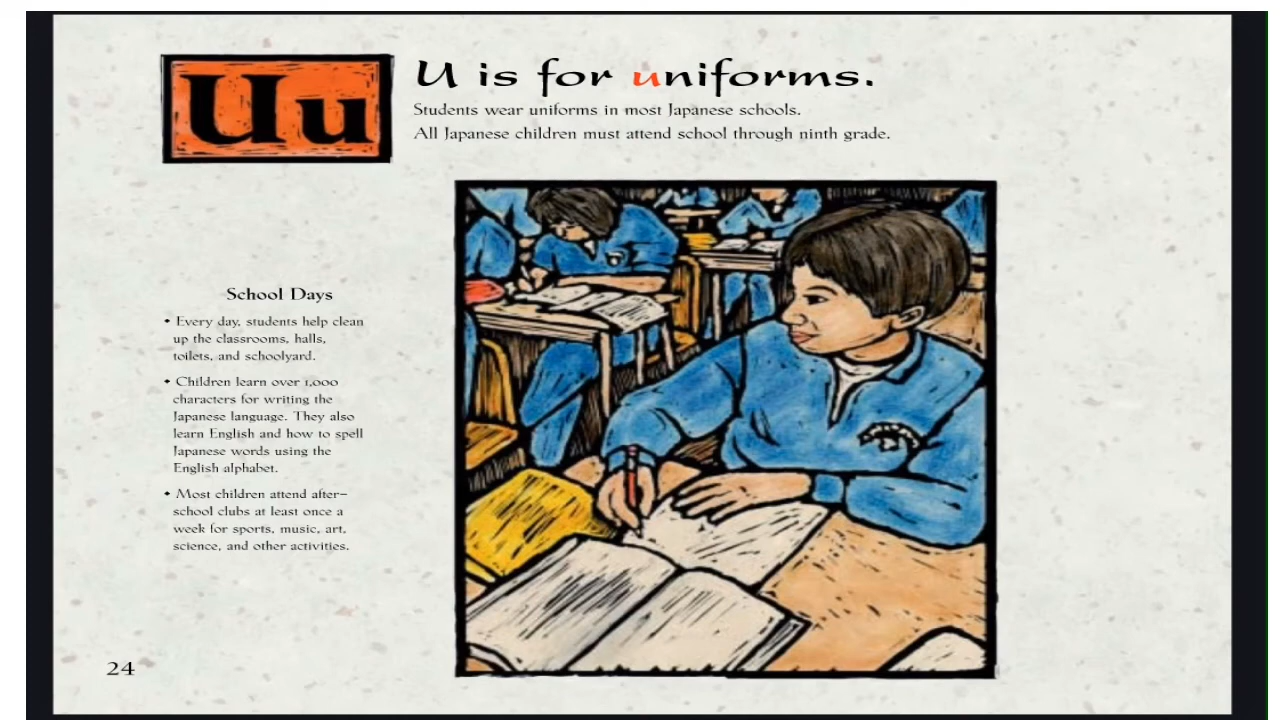 Uu
U is for uniforms.
Students wear uniforms in most Japanese schools.
All Japanese children must attend school through ninth grade.
School Days
• Every day, students help clean
up the classrooms, halls,
toilets, and schoolyard.
• Children learn over 1,000
characters for writing the
Japanese language. They also
learn English and how to spell
Japanese words using the
English alphabet.
• Most children attend after-
school clubs at least once a
week for sports, music, art,
science, and other activities.
24